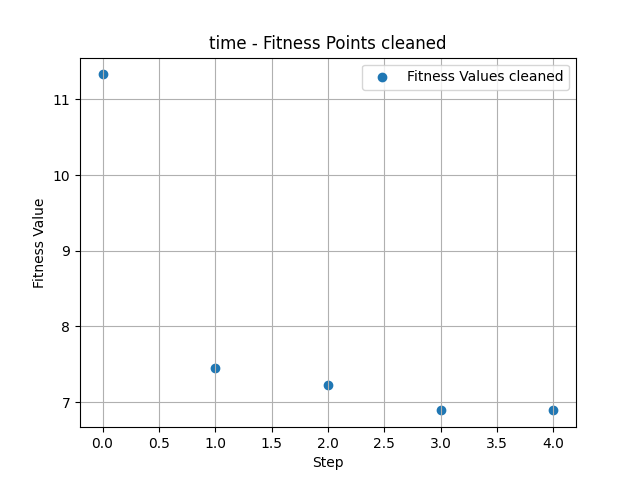 time - Fitness Points cleaned
Fitness Values cleaned
11
10
9
8
7
Fitness Value
0.0 0.5 1.0 1.5 2.0 2.5 3.0 3.5 4.0
Step